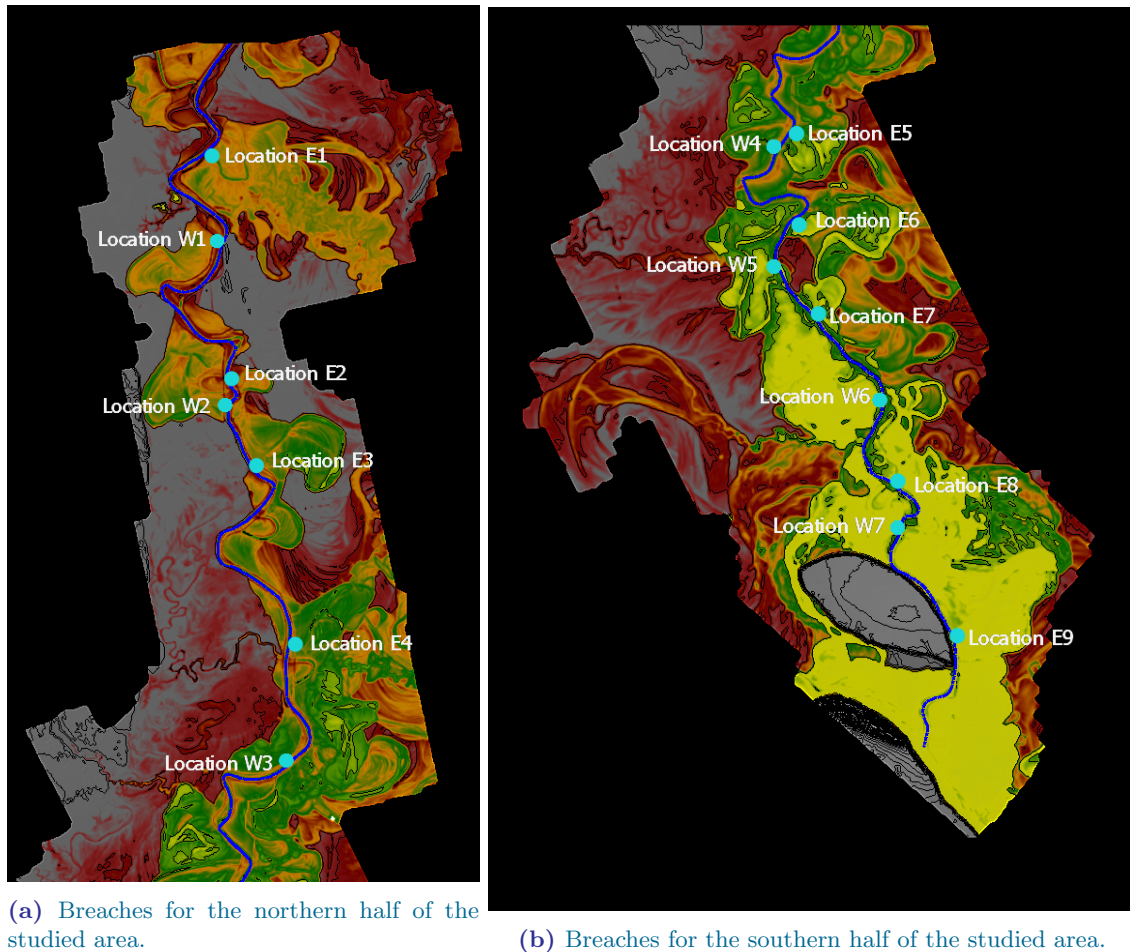 Location E1
Location W1
Location E2
Location W2
Location E3
Location E4
Location W3
(a) Breaches for the northern half of the
studied area.
Location E5
Location W4
Location E6
Location W5
Location E7
Location W6
Location E8
Location W7
Location E9
(b) Breaches for the southern half of the studied area.